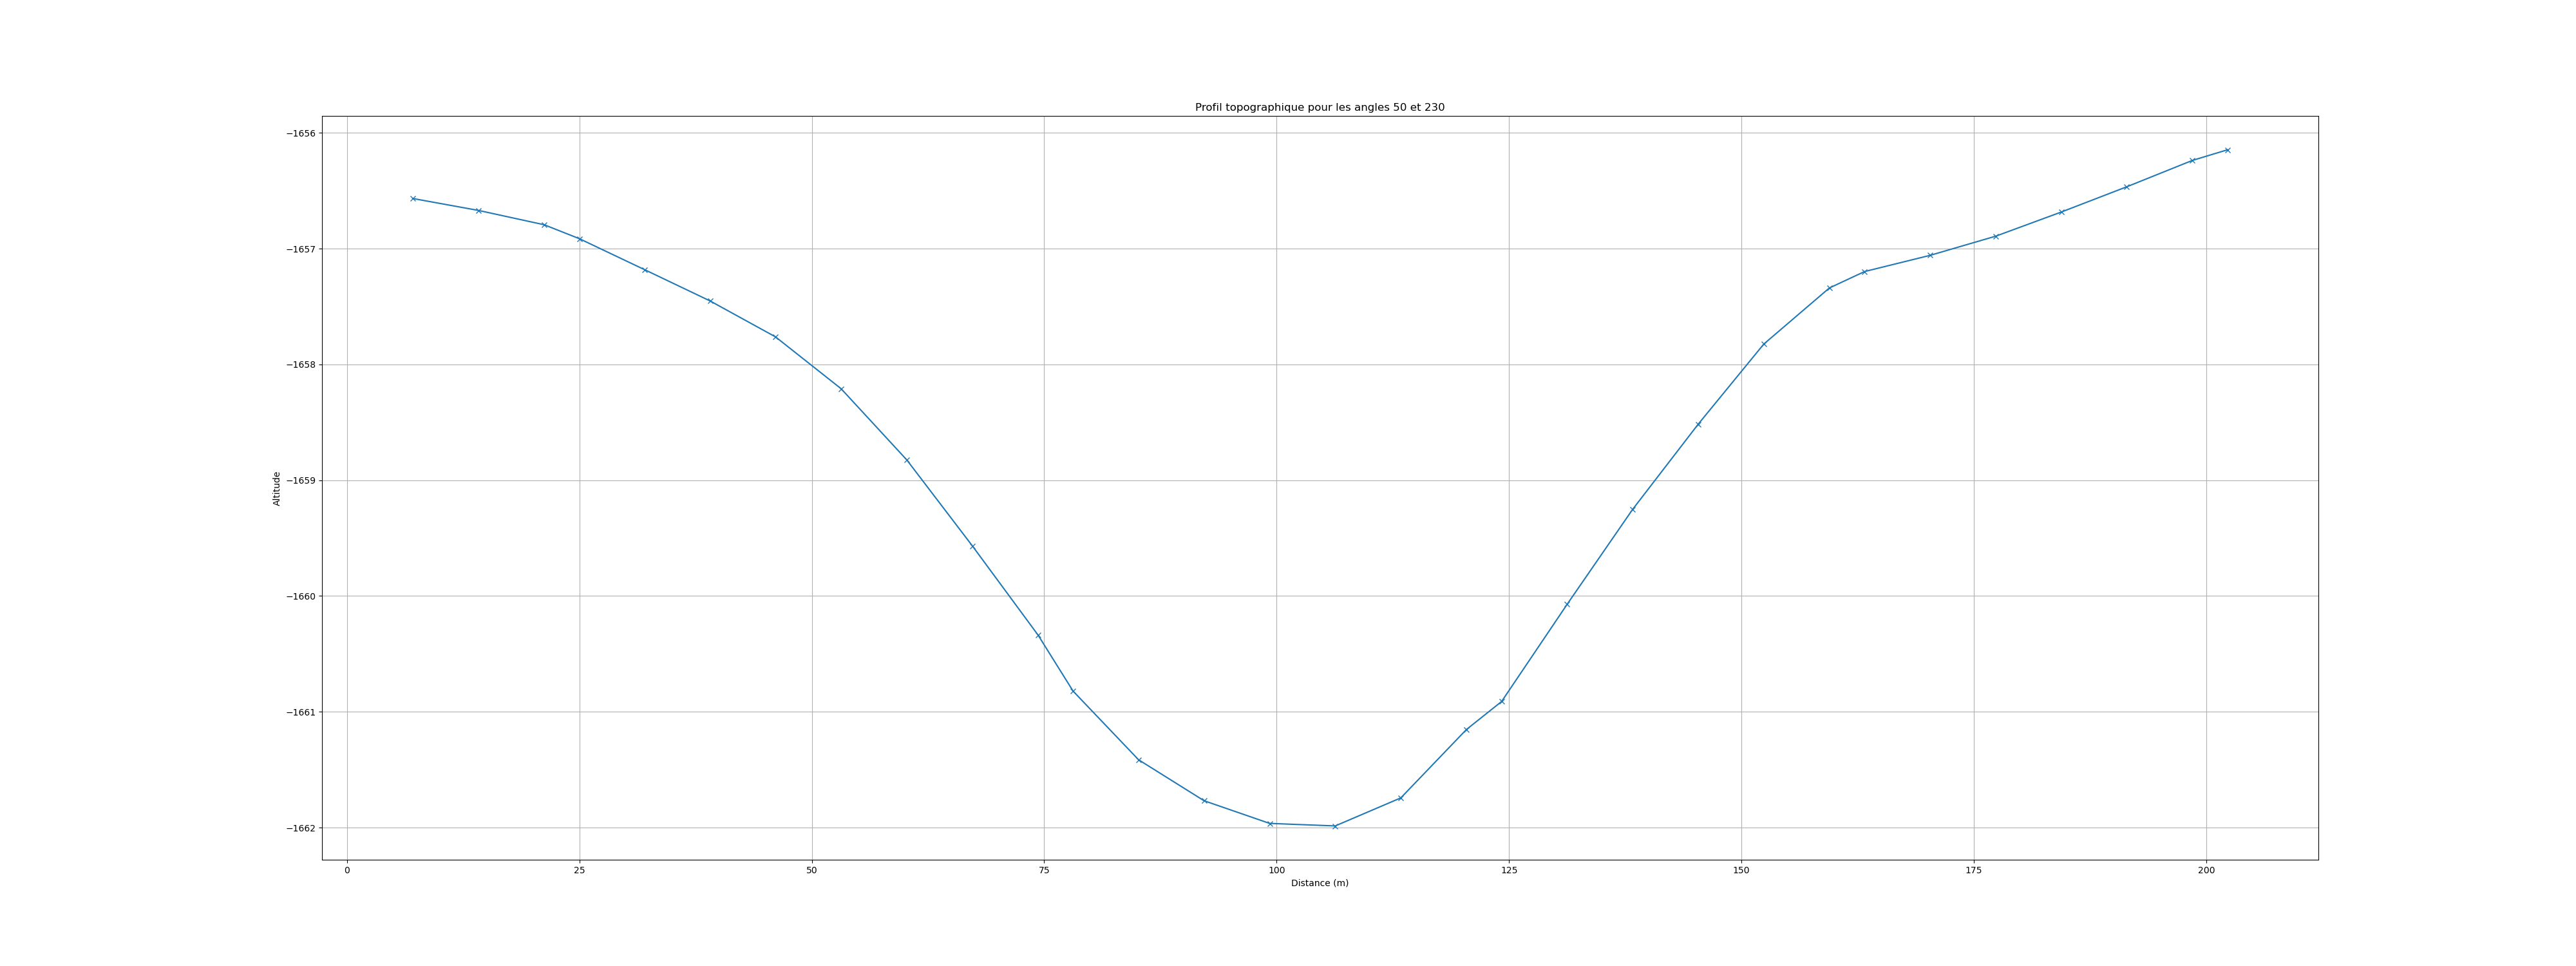 Profil topographique pour les angles 50 et 230
−1656
−1657
−1658
−1659
−1660
−1661
−1662
Altitude
0 25 50 75 100 125 150 175 200
Distance (m)